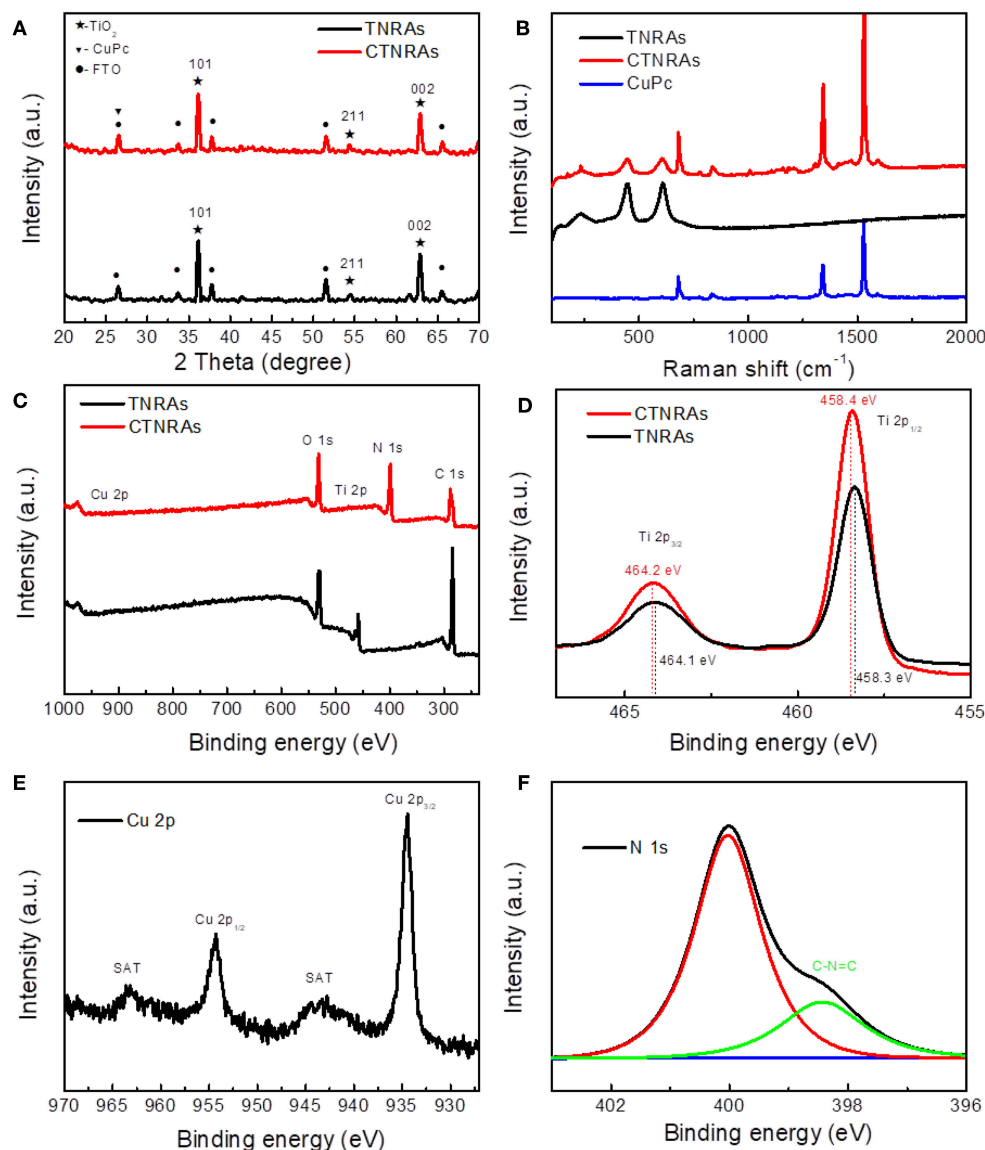 A
★-TiO2
▾- CuPc
●- FTO
TNRAs
CTNRAs
101
211
002
101
211
002
Intensity (a.u.)
20 25 30 35 40 45 50 55 60 65 70
2 Theta (degree)
B
TNRAs
CTNRAs
CuPc
Intensity (a.u.)
500 1000 1500 2000
Raman shift (cm-1)
C
TNRAs
CTNRAs
Cu 2p
O 1s
Ti 2p
N 1s
C 1s
Intensity (a.u.)
1000 900 800 700 600 500 400 300
Binding energy (eV)
D
CTNRAs
TNRAs
458.4 eV
Ti 2p1/2
Ti 2p3/2
464.2 eV
464.1 eV
458.3 eV
Intensity (a.u.)
465 460 455
Binding energy (eV)
E
Cu 2p
Cu 2p3/2
Cu 2p1/2
SAT
SAT
Intensity (a.u.)
970 965 960 955 950 945 940 935 930
Binding energy (eV)
F
N 1s
C-N=C
Intensity (a.u.)
402 400 398 396
Binding energy (eV)